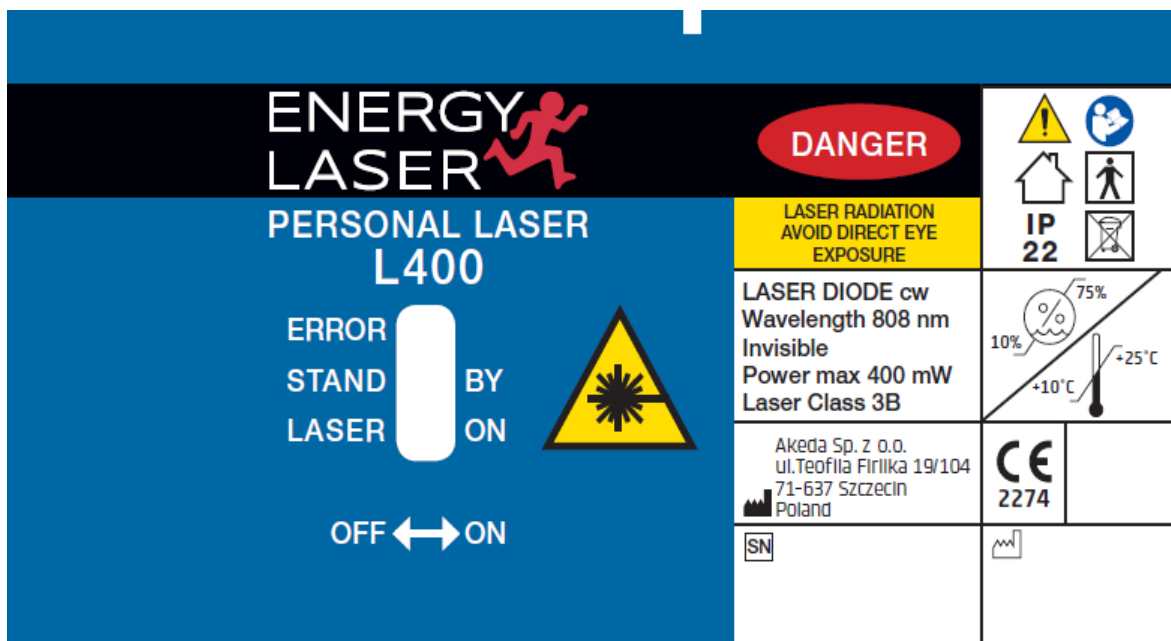 ENERGY
LASER
PERSONAL LASER
L400
ERROR
STAND BY
LASER ON
OFF ON
DANGER
LASER RADIATION
AVOID DIRECT EYE
EXPOSURE
LASER DIODE cw
Wavelength 808 nm
Invisible
Power max 400 mW
Laser Class 3B
Akeda Sp. z o.o.
ul.Teofila Firlika 19/104
71-637 Szczecin
Poland
SN
IP
22
75%
%
10%
+25°C
+10°C
CE
2274